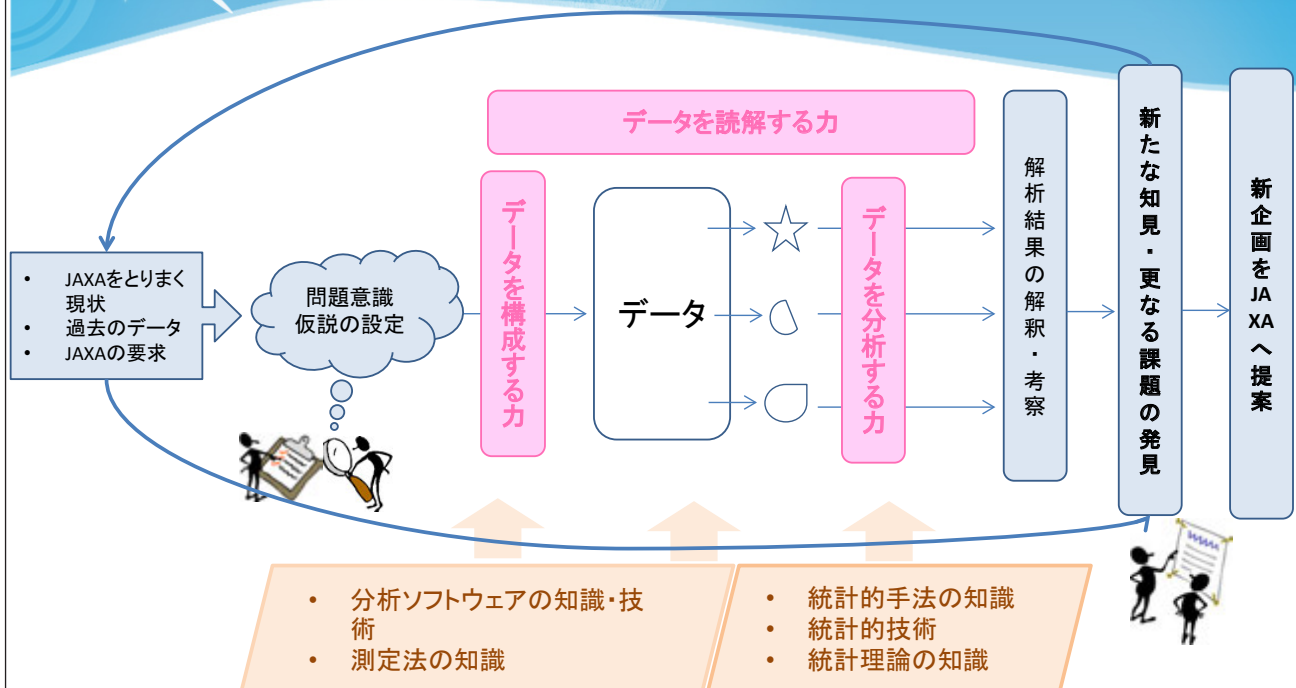 データを読解する力
• JAXAをとりまく
現状
• 過去のデータ
• JAXAの要求
問題意識
仮説の設定
データを構成する力
データ
データを分析する力
解析結果の解釈・考察
新たな知見・更なる課題の発見
新企画を
JA
XA
へ提案
• 分析ソフトウェアの知識・技
術
• 測定法の知識
• 統計的手法の知識
• 統計的技術
• 統計理論の知識